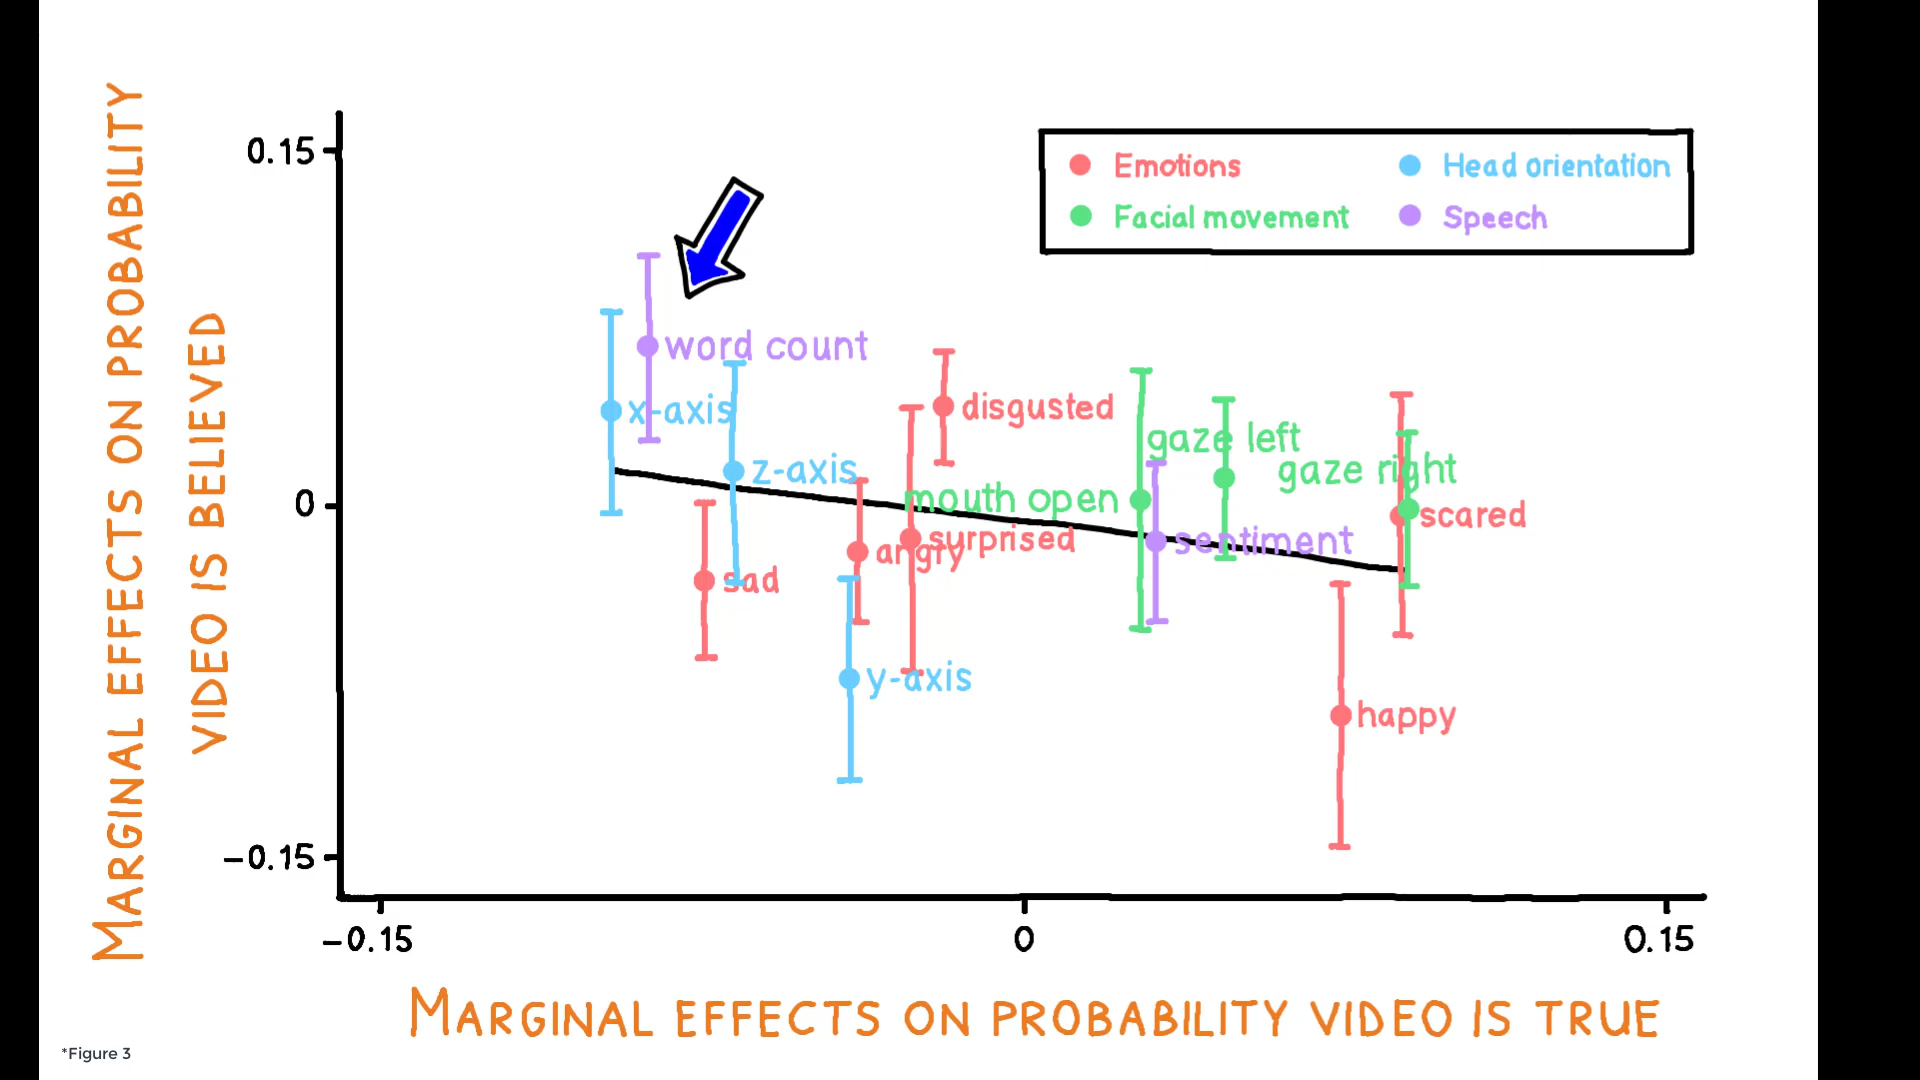 MARGINAL EFFECTS ON PROBABILITY
VIDEO IS BELIEVED
0.15
0
-0.15
Emotions
Head orientation
Facial movement
Speech
word count
x-axis
disgusted
gaze left
z-axis
gaze right
mouth open
scared
surprised
sentiment
angry
sad
y-axis
happy
-0.15
0
0.15
MARGINAL EFFECTS ON PROBABILITY VIDEO IS TRUE
*Figure 3